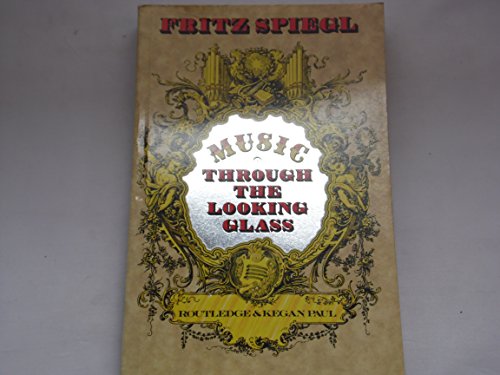 FRITZ SPIEGL
MUSIC
THROUGH
THE
LOOKING
GLASS
ROUTLEDGE & KEGAN PAUL